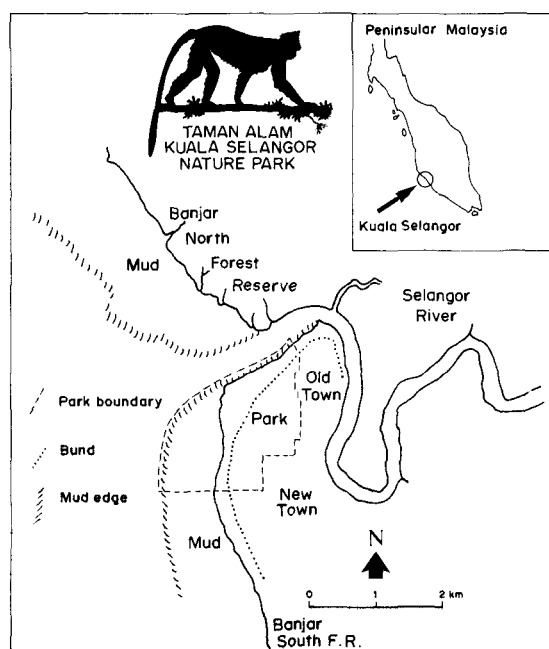 Peninsular Malaysia
Kuala Selangor
TAMAN ALAM
KUALA SELANGOR
NATURE PARK
Banjar
North
Mud
Forest
Reserve
Selangor
River
Old
Town
Park boundary
Park
Bund
New
Town
Mud edge
Mud
N
0 1 2 km
Banjar
South F.R.